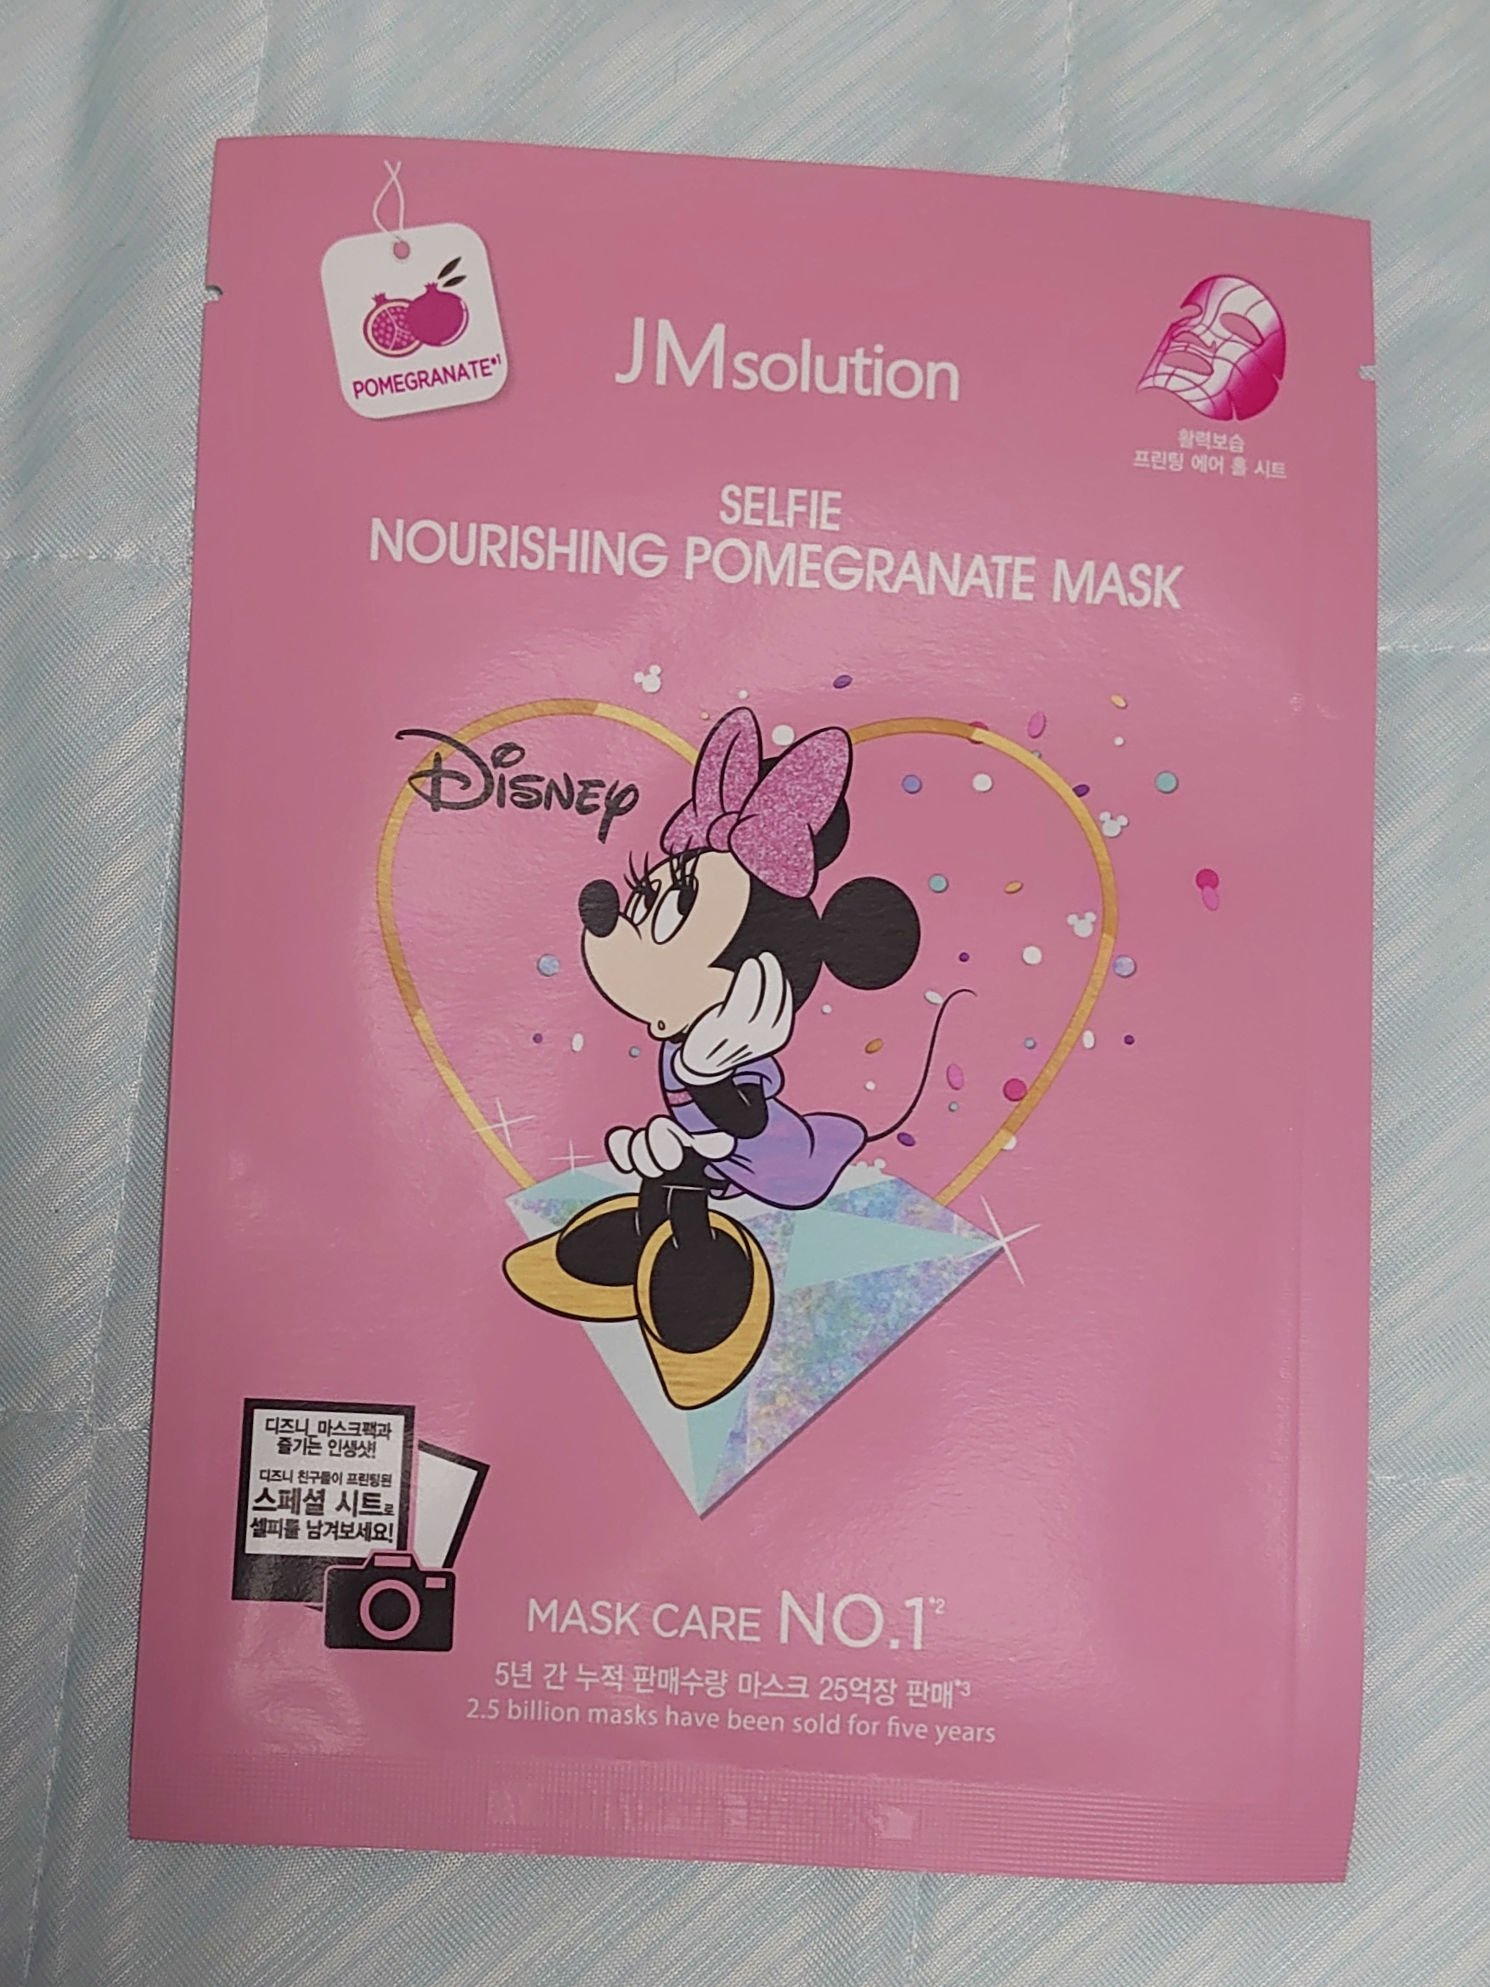 POMEGRANATE*1
JMsolution
활력보습
프린팅 에어 홀 시트
SELFIE
NOURISHING POMEGRANATE MASK
Disney
디즈니 마스크팩과
즐기는 인생샷!
디즈니 친구들이 프린팅된
스페셜 시트로
셀피를 남겨보세요!
MASK CARE NO.1*2
5년 간 누적 판매수량 마스크 25억장 판매*3
2.5 billion masks have been sold for five years